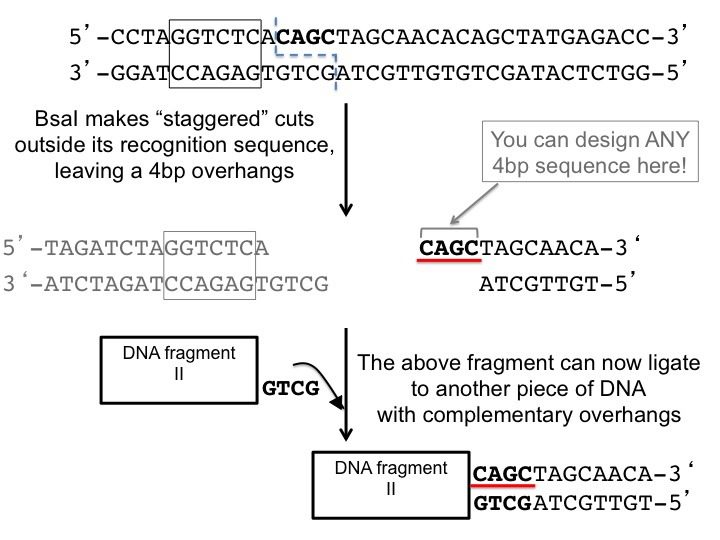 5’-CCTAGGTCTCACAGCTAGCAACACAGCTATGAGACC-3’
3’-GGATCCAGAGTGTCGATCGTTGTGTCGATACTCTGG-5’
BsaI makes “staggered” cuts
outside its recognition sequence,
leaving a 4bp overhangs
You can design ANY
4bp sequence here!
5’-TAGATCTAGGTCTCA
3‘-ATCTAGATCCAGAGTGTCG
CAGCTAGCAACA-3‘
ATCGTTGT-5’
DNA fragment
II
GTCG
The above fragment can now ligate
to another piece of DNA
with complementary overhangs
DNA fragment
II
CAGCTAGCAACA-3‘
GTCGATCGTTGT-5’